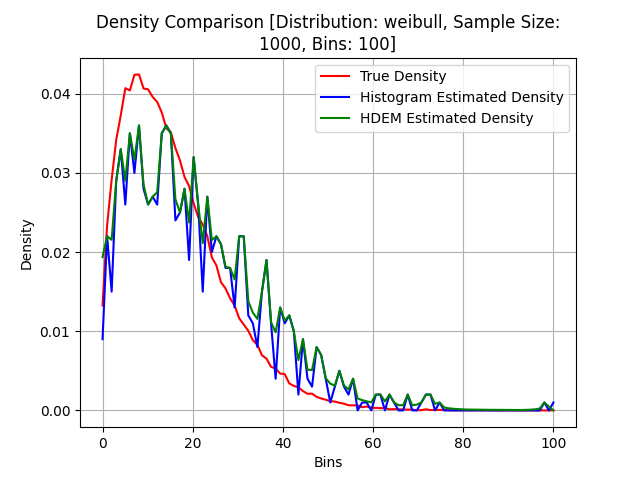 Density Comparison [Distribution: weibull, Sample Size:
1000, Bins: 100]
True Density
Histogram Estimated Density
HDEM Estimated Density
Density
0.04
0.03
0.02
0.01
0.00
0 20 40 60 80 100
Bins